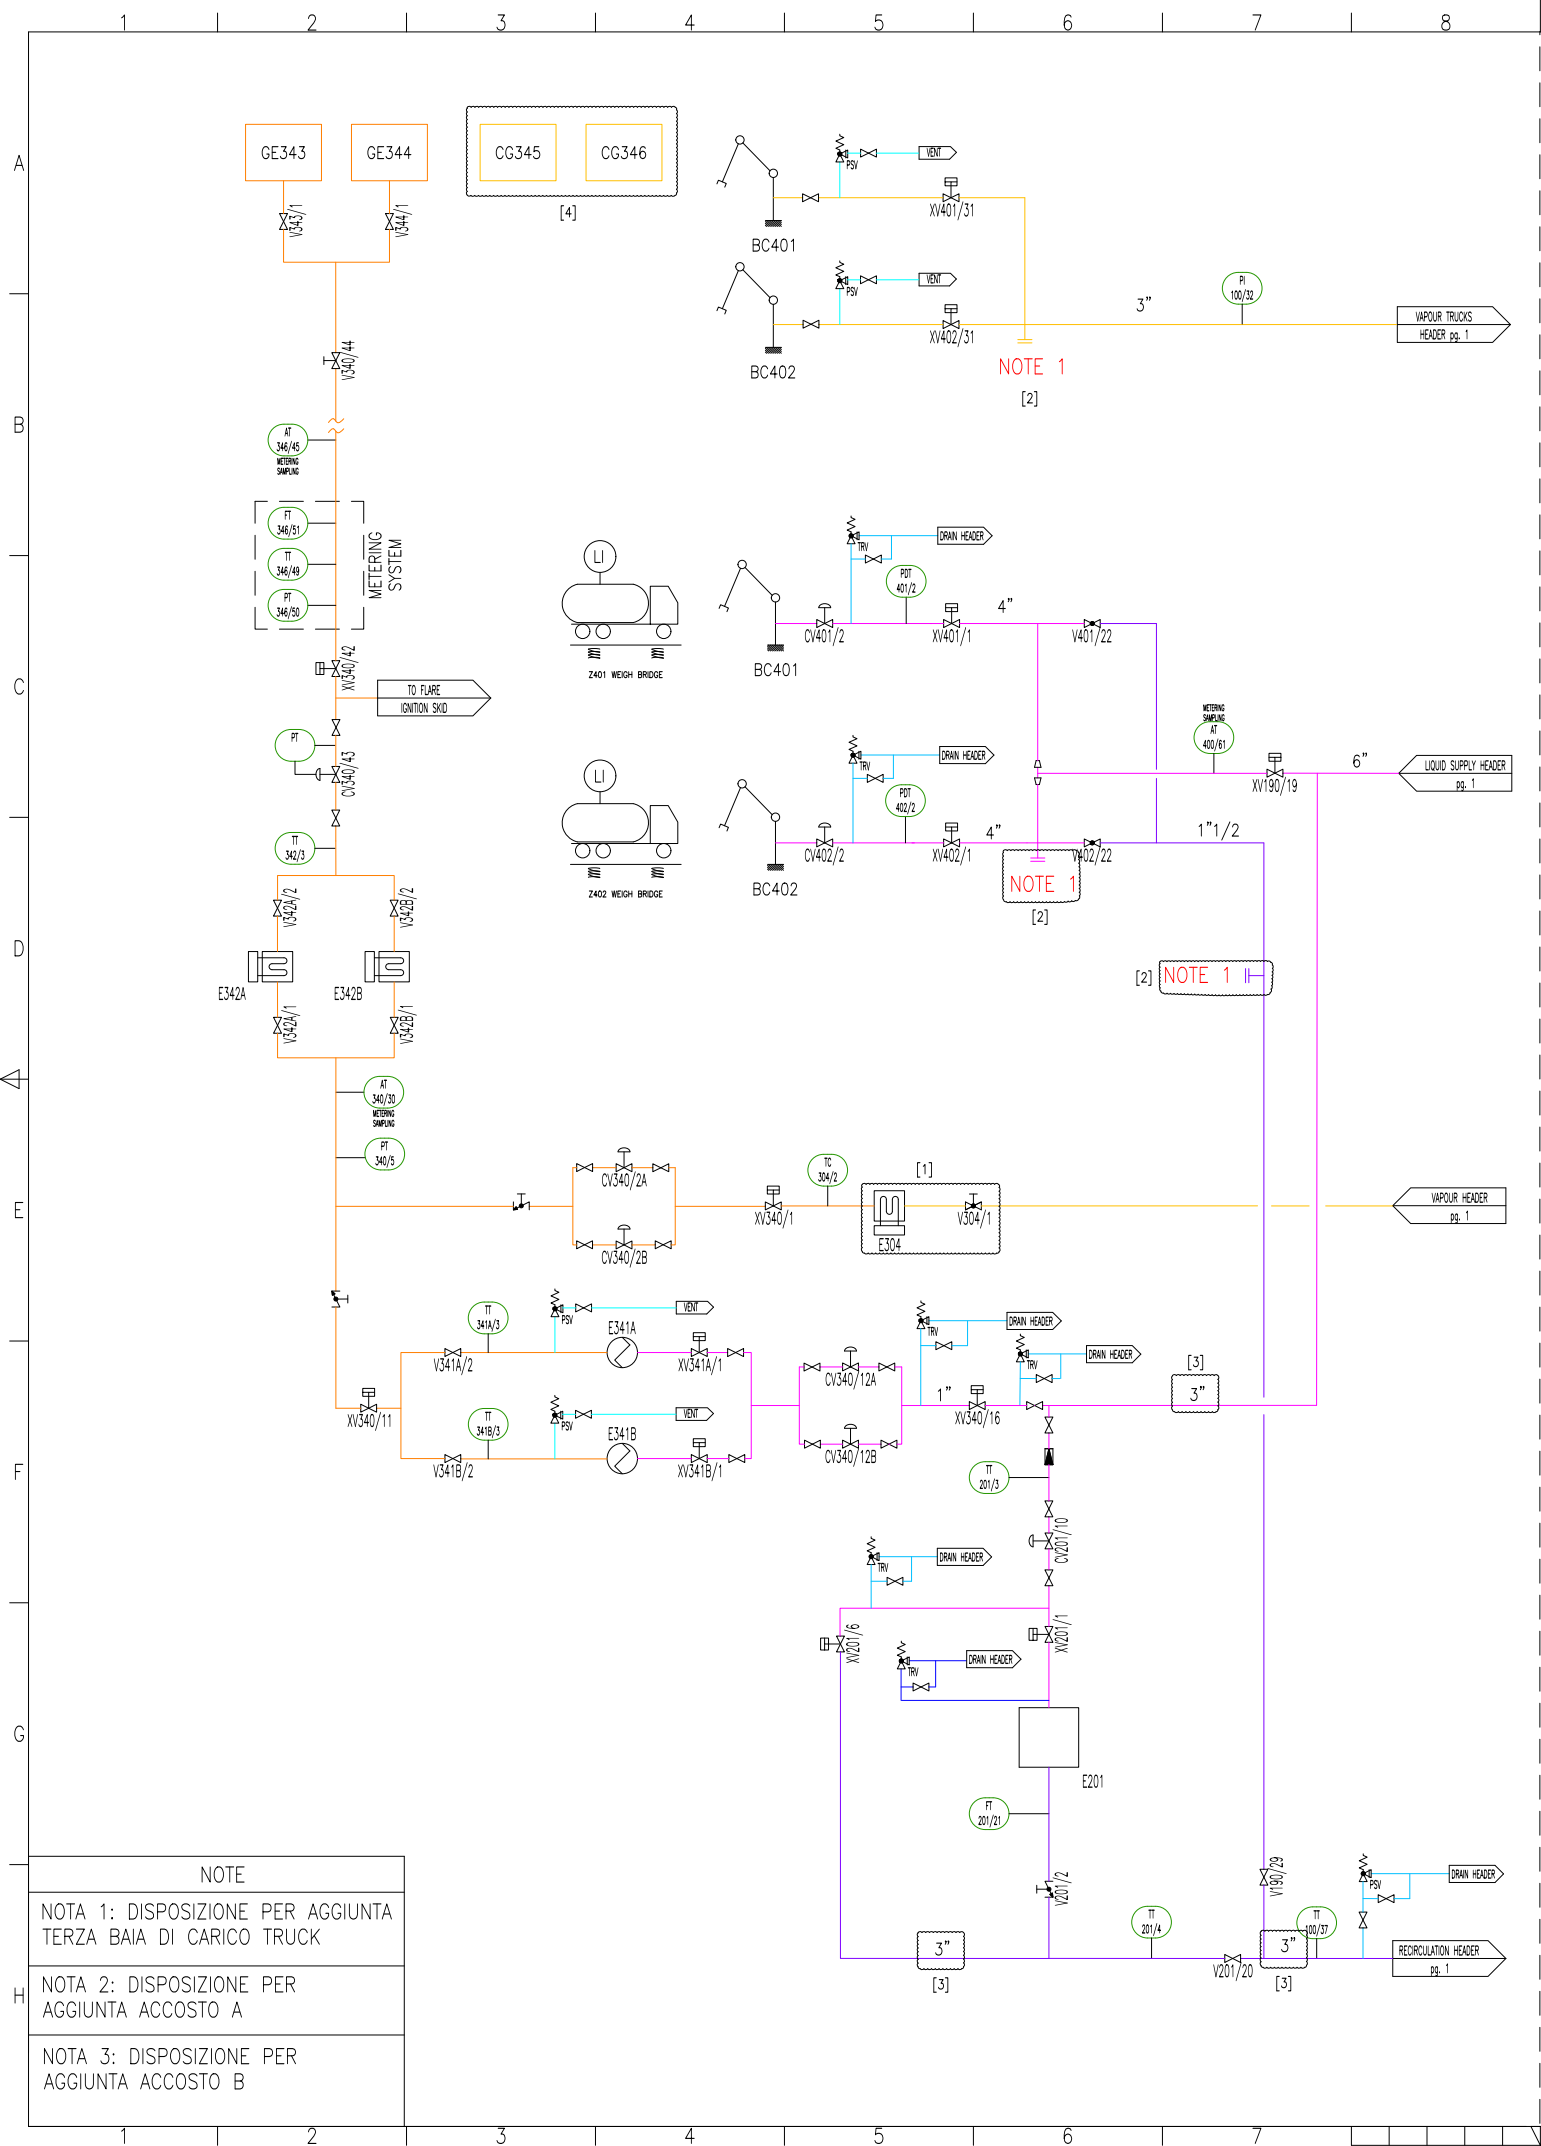 1 2 3 4 5 6 7 8
A
GE343
GE344
CG345
CG346
[4]
V343/1
V344/1
PSV
VENT
XV401/31
BC401
PSV
VENT
XV402/31
BC402
3"
PI
100/32
VAPOUR TRUCKS
HEADER pg. 1
NOTE 1
[2]
V340/44
B
AT
346/45
METERING
SAMPLING
FT
346/51
TT
346/49
PT
346/50
METERING
SYSTEM
LI
Z401 WEIGH BRIDGE
TRV
DRAIN HEADER
PDT
401/2
BC401
CV401/2
XV401/1
4"
V401/22
XV340/42
C
TO FLARE
IGNITION SKID
PT
CV340/43
LI
Z402 WEIGH BRIDGE
TRV
DRAIN HEADER
PDT
402/2
BC402
CV402/2
XV402/1
4"
V402/22
METERING
SAMPLING
AT
400/61
XV190/19
6"
LIQUID SUPPLY HEADER
pg. 1
1"1/2
NOTE 1
[2]
TT
342/3
V342A/2
V342B/2
D
E342A
E342B
V342A/1
V342B/1
[2]
NOTE 1
AT
340/30
METERING
SAMPLING
PT
340/5
E
CV340/2A
CV340/2B
XV340/1
TC
304/2
[1]
E304
V304/1
VAPOUR HEADER
pg. 1
TT
341A/3
PSV
VENT
E341A
V341A/2
XV341A/1
XV340/11
TT
341B/3
PSV
VENT
E341B
V341B/2
XV341B/1
CV340/12A
CV340/12B
TRV
DRAIN HEADER
TRV
DRAIN HEADER
1"
XV340/16
[3]
3"
F
TT
201/3
CV201/10
TRV
DRAIN HEADER
XV201/6
XV201/1
TRV
DRAIN HEADER
G
E201
FT
201/21
V201/2
3"
[3]
TT
201/4
V201/20
V190/29
3"
[3]
TT
100/37
PSV
DRAIN HEADER
RECIRCULATION HEADER
pg. 1
H
NOTE
NOTA 1: DISPOSIZIONE PER AGGIUNTA
TERZA BAIA DI CARICO TRUCK
NOTA 2: DISPOSIZIONE PER
AGGIUNTA ACCOSTO A
NOTA 3: DISPOSIZIONE PER
AGGIUNTA ACCOSTO B
1 2 3 4 5 6 7